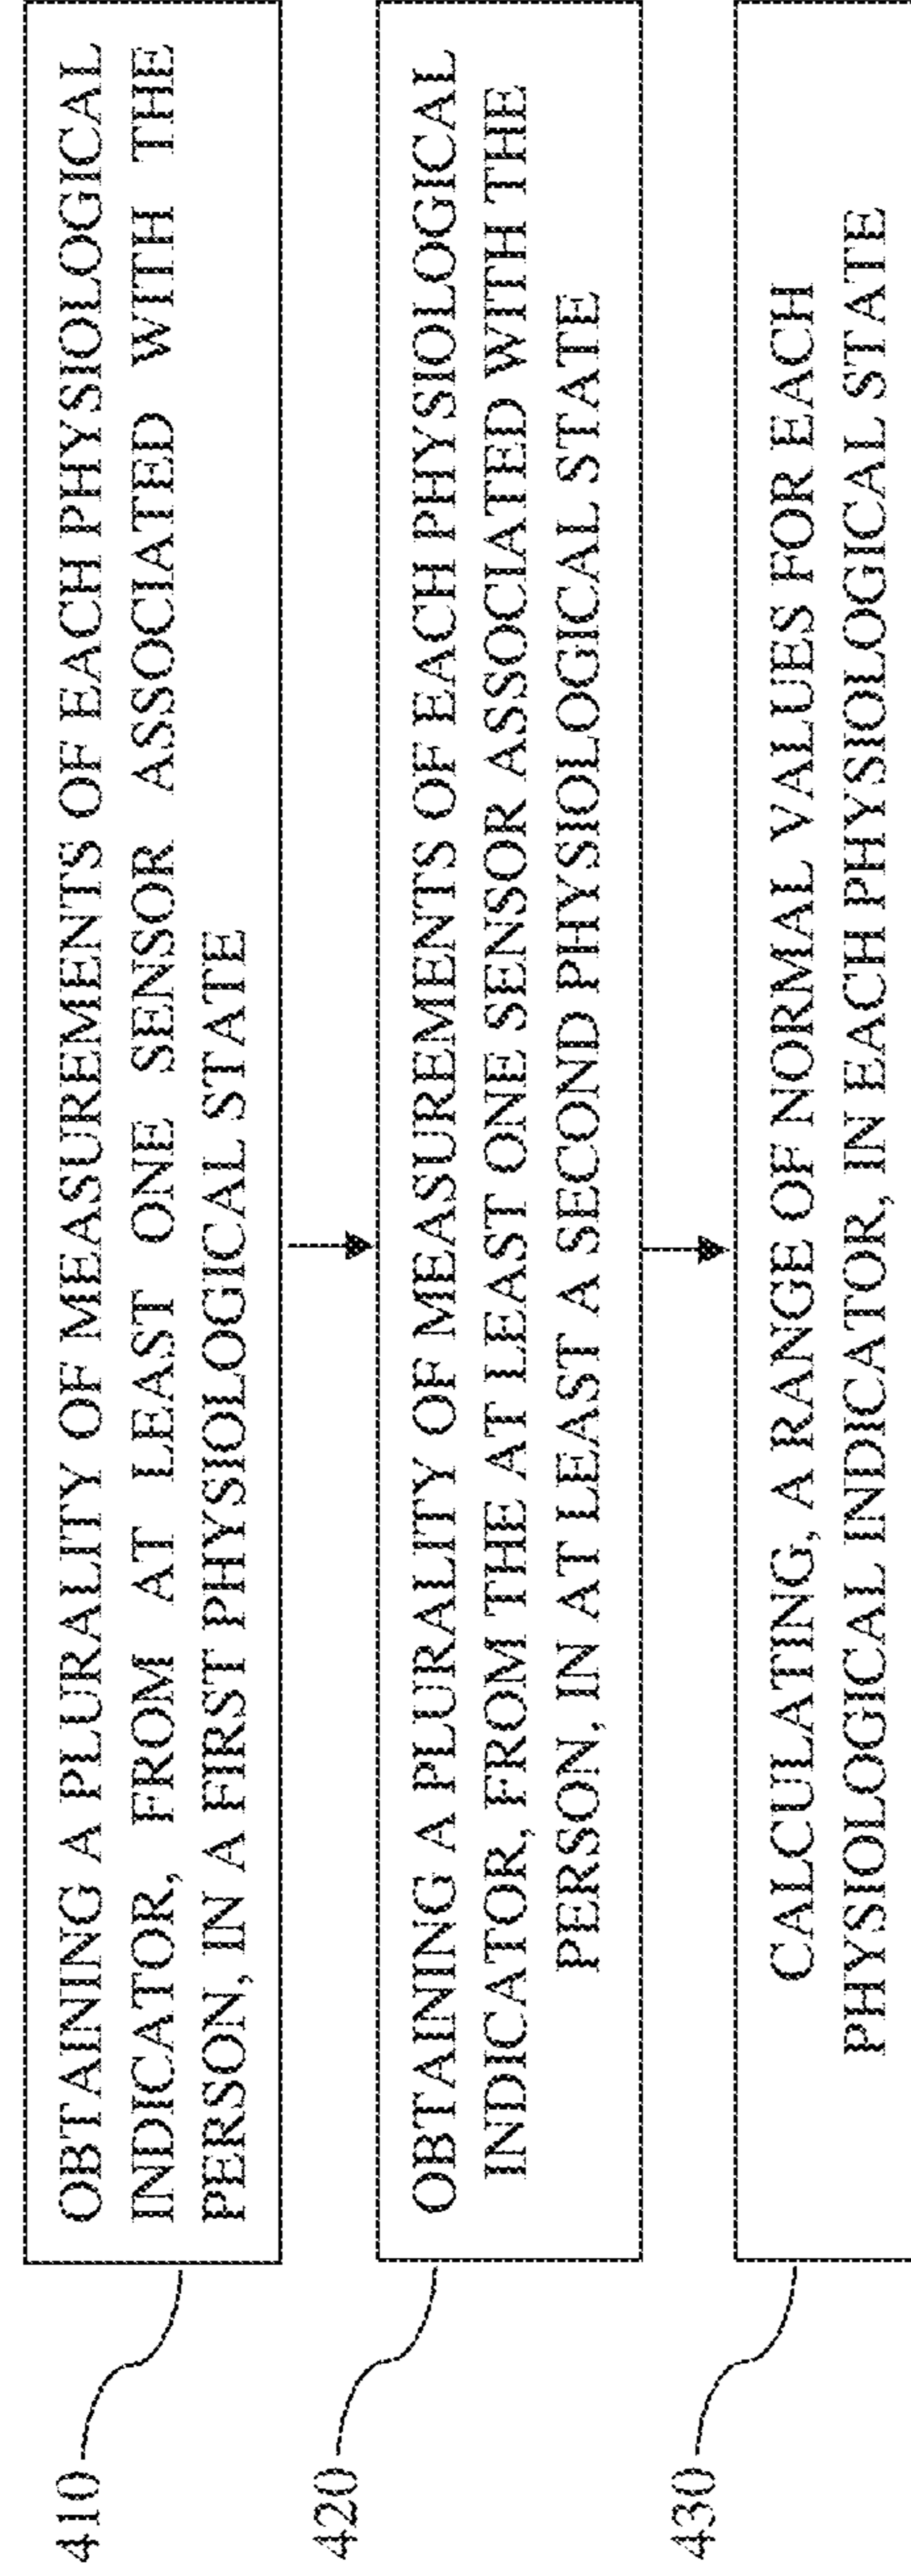 410
OBTAINING A PLURALITY OF MEASUREMENTS OF EACH PHYSIOLOGICAL
INDICATOR, FROM AT LEAST ONE SENSOR ASSOCIATED WITH THE
PERSON, IN A FIRST PHYSIOLOGICAL STATE
420
OBTAINING A PLURALITY OF MEASUREMENTS OF EACH PHYSIOLOGICAL
INDICATOR, FROM THE AT LEAST ONE SENSOR ASSOCIATED WITH THE
PERSON, IN AT LEAST A SECOND PHYSIOLOGICAL STATE
430
CALCULATING, A RANGE OF NORMAL VALUES FOR EACH
PHYSIOLOGICAL INDICATOR, IN EACH PHYSIOLOGICAL STATE